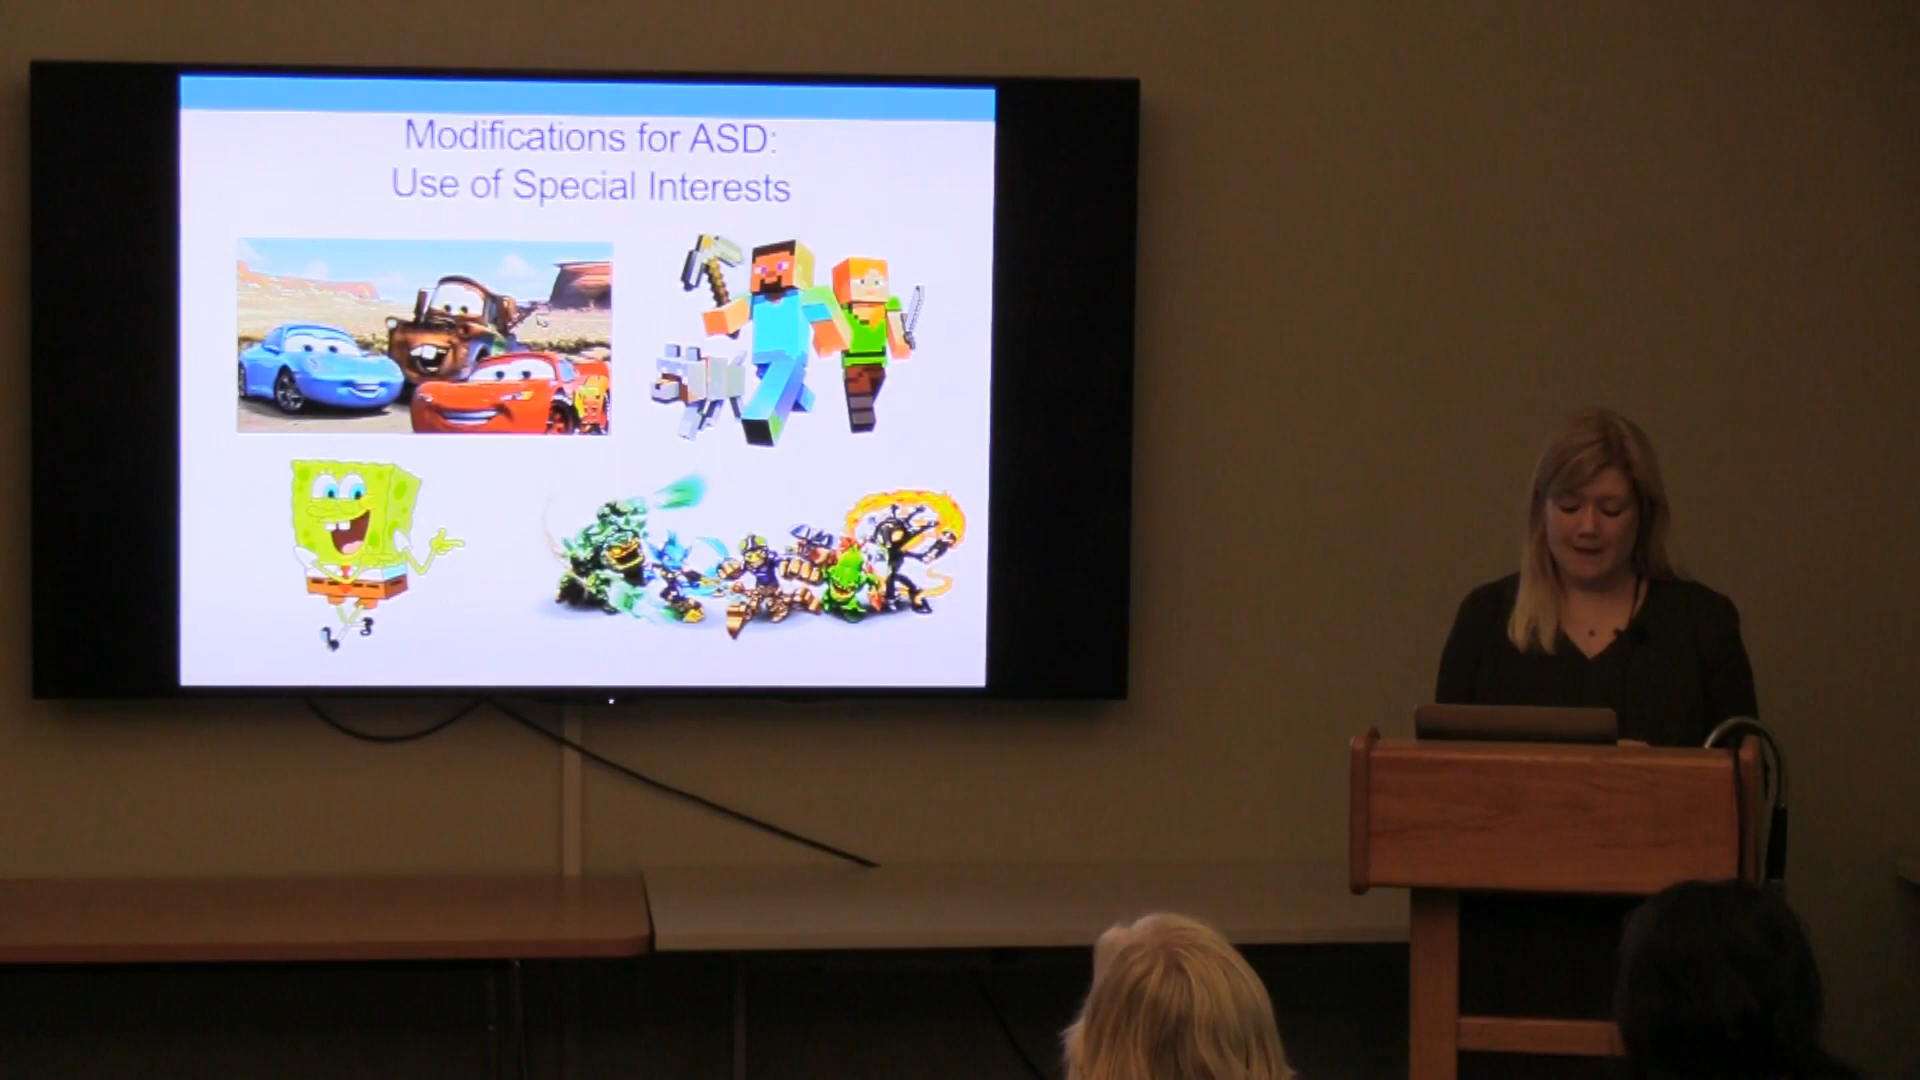 Modifications for ASD:
Use of Special Interests